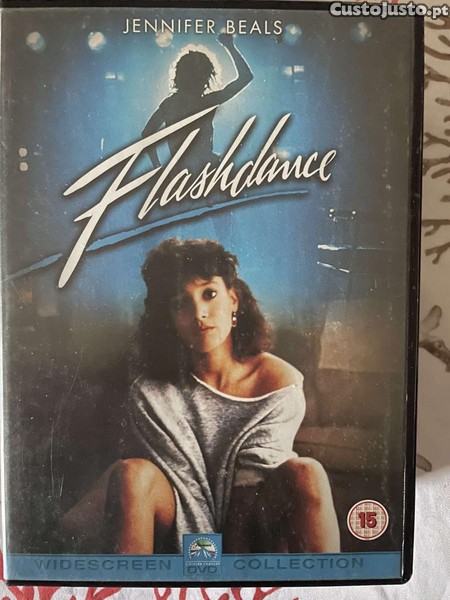 Custojusto.pt
JENNIFER BEALS
Flashdance
15
WIDESCREEN DVD COLLECTION